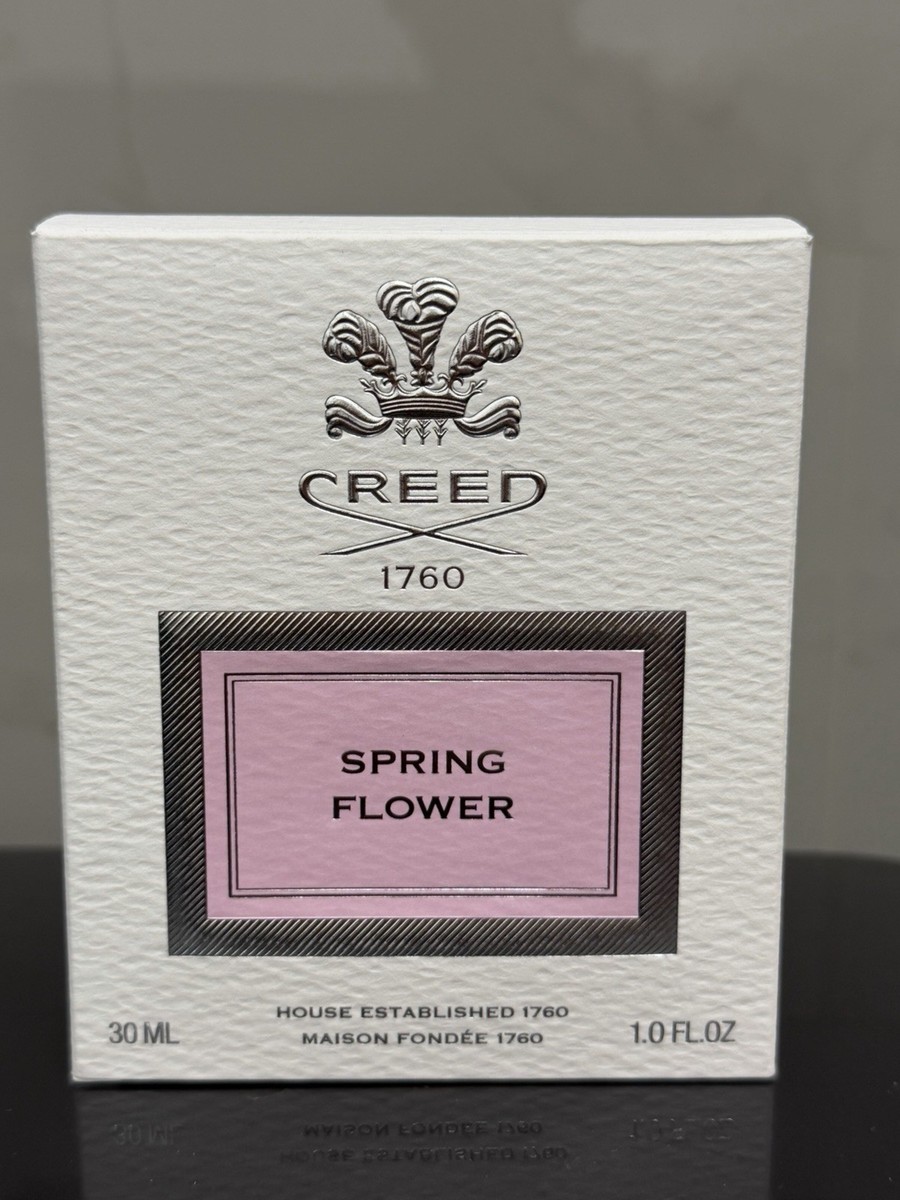 CREED
1760
SPRING
FLOWER
HOUSE ESTABLISHED 1760
MAISON FONDÉE 1760
30 ML
1.0 FL.OZ